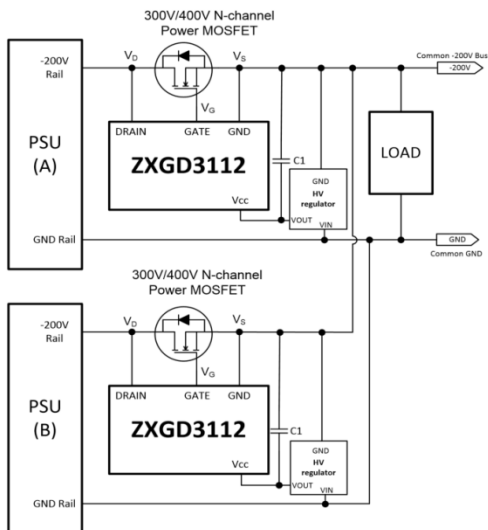 300V/400V N-channel
Power MOSFET
-200V
Rail
VD
VS
Common -200V Bus
-200V
VG
DRAIN
GATE
GND
PSU
(A)
ZXGD3112
C1
LOAD
GND
HV
regulator
Vcc
VOUT
VIN
GND Rail
GND
Common GND
300V/400V N-channel
Power MOSFET
-200V
Rail
VD
VS
VG
DRAIN
GATE
GND
PSU
(B)
ZXGD3112
C1
GND
HV
regulator
Vcc
VOUT
VIN
GND Rail